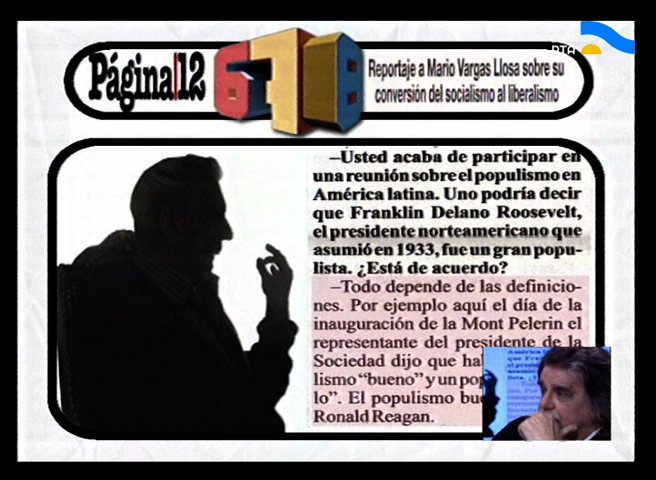 RTA
Página|12
678
Reportaje a Mario Vargas Llosa sobre su
conversión del socialismo al liberalismo
—Usted acaba de participar en
una reunión sobre el populismo en
América latina. Uno podría decir
que Franklin Delano Roosevelt,
el presidente norteamericano que
asumió en 1933, fue un gran popu-
lista. ¿Está de acuerdo?
—Todo depende de las definicio-
nes. Por ejemplo aquí el día de la
inauguración de la Mont Pelerin el
representante del presidente de la
Sociedad dijo que ha
lismo “bueno” y un pop
lo”. El populismo bue
Ronald Reagan.